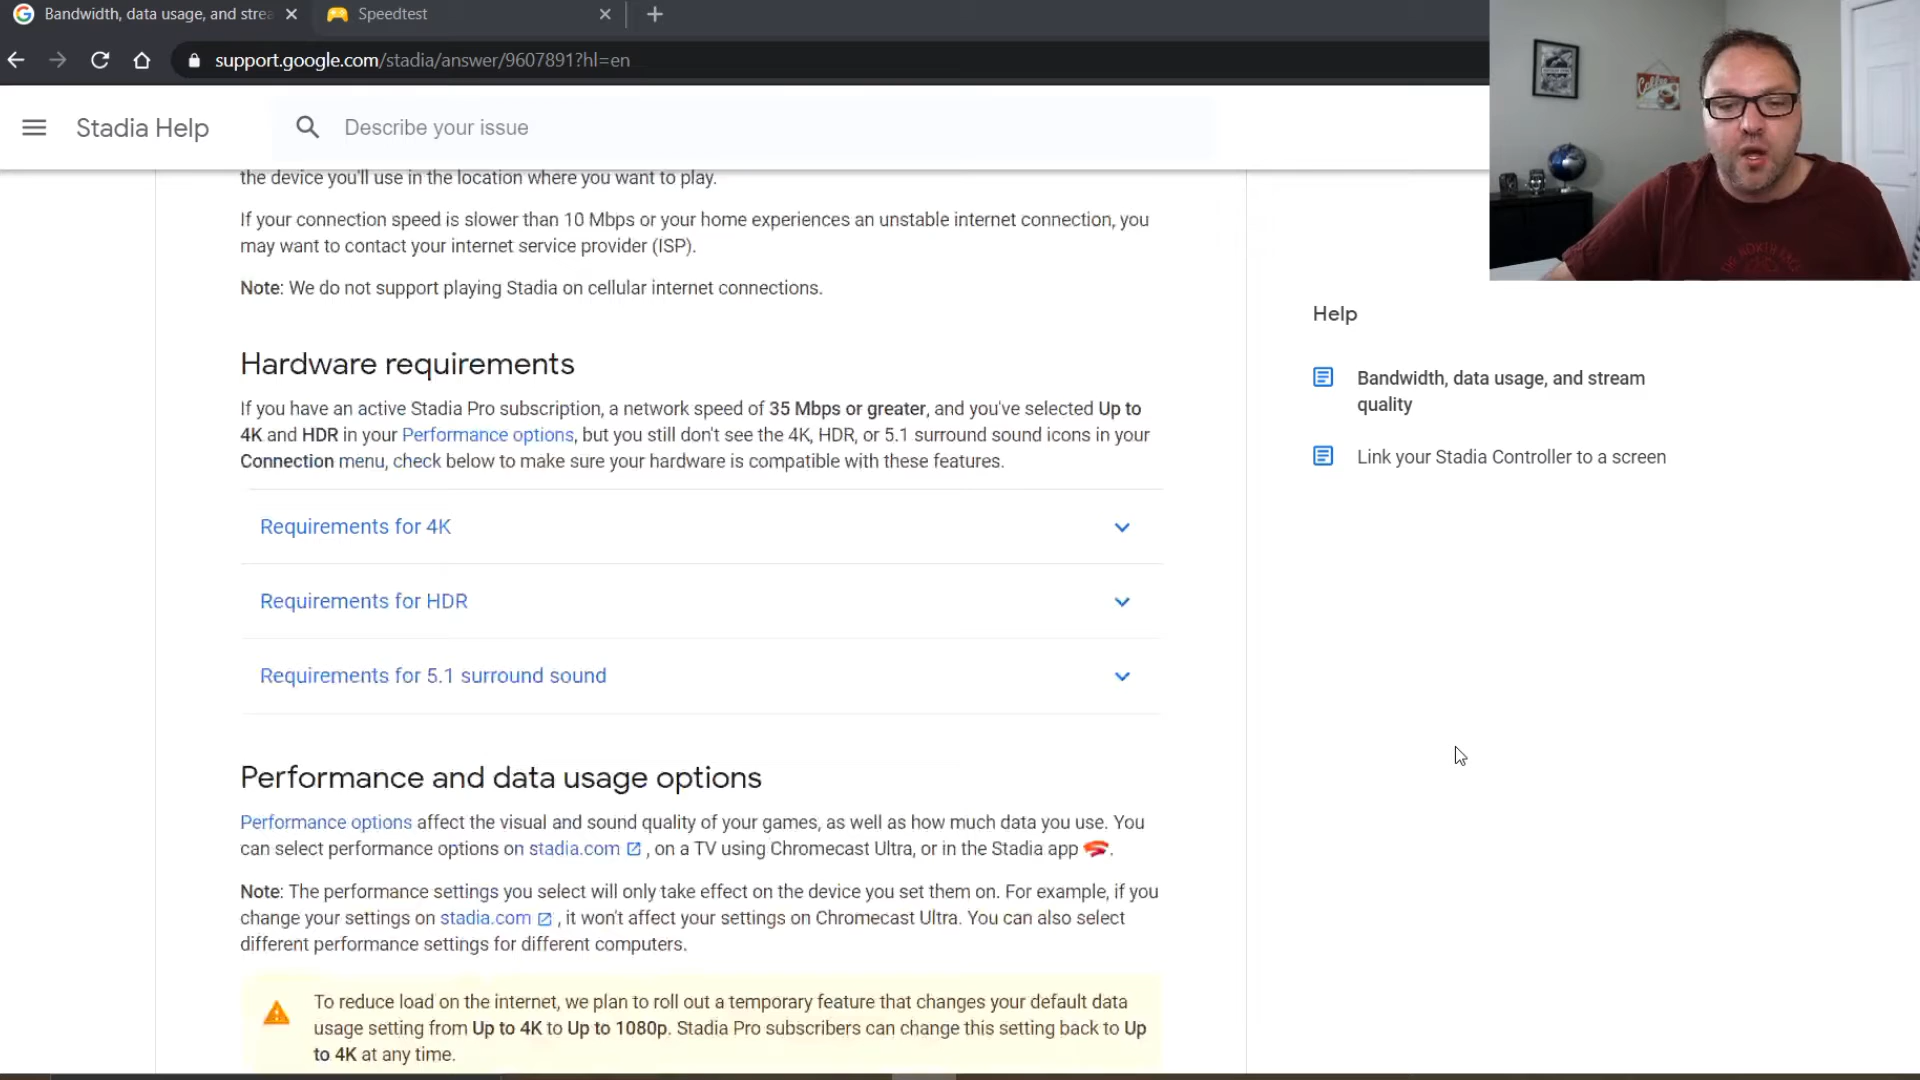 Bandwidth, data usage, and strea
Speedtest
support.google.com/stadia/answer/9607891?hl=en
Stadia Help
Describe your issue
the device you'll use in the location where you want to play.
If your connection speed is slower than 10 Mbps or your home experiences an unstable internet connection, you
may want to contact your internet service provider (ISP).
Note: We do not support playing Stadia on cellular internet connections.
Hardware requirements
If you have an active Stadia Pro subscription, a network speed of 35 Mbps or greater, and you've selected Up to
4K and HDR in your Performance options, but you still don't see the 4K, HDR, or 5.1 surround sound icons in your
Connection menu, check below to make sure your hardware is compatible with these features.
Requirements for 4K
Requirements for HDR
Requirements for 5.1 surround sound
Performance and data usage options
Performance options affect the visual and sound quality of your games, as well as how much data you use. You
can select performance options on stadia.com , on a TV using Chromecast Ultra, or in the Stadia app .
Note: The performance settings you select will only take effect on the device you set them on. For example, if you
change your settings on stadia.com , it won't affect your settings on Chromecast Ultra. You can also select
different performance settings for different computers.
To reduce load on the internet, we plan to roll out a temporary feature that changes your default data
usage setting from Up to 4K to Up to 1080p. Stadia Pro subscribers can change this setting back to Up
to 4K at any time.
Help
Bandwidth, data usage, and stream
quality
Link your Stadia Controller to a screen
Coffee